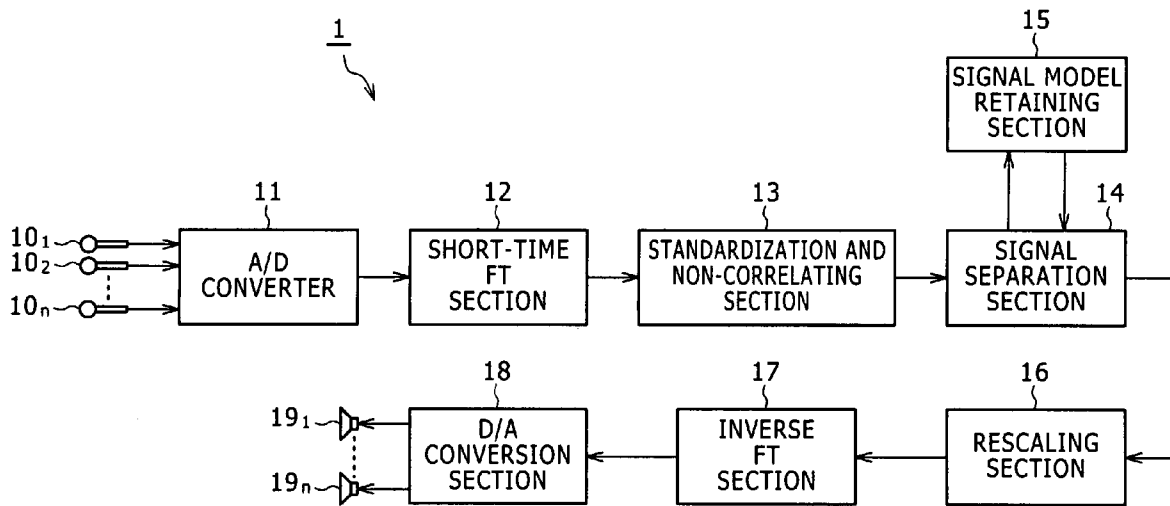 1
15
SIGNAL MODEL
RETAINING
SECTION
11
12
13
14
10₁
10₂
10ₙ
A/D
CONVERTER
SHORT-TIME
FT
SECTION
STANDARDIZATION AND
NON-CORRELATING
SECTION
SIGNAL
SEPARATION
SECTION
18
17
16
19₁
19ₙ
D/A
CONVERSION
SECTION
INVERSE
FT
SECTION
RESCALING
SECTION